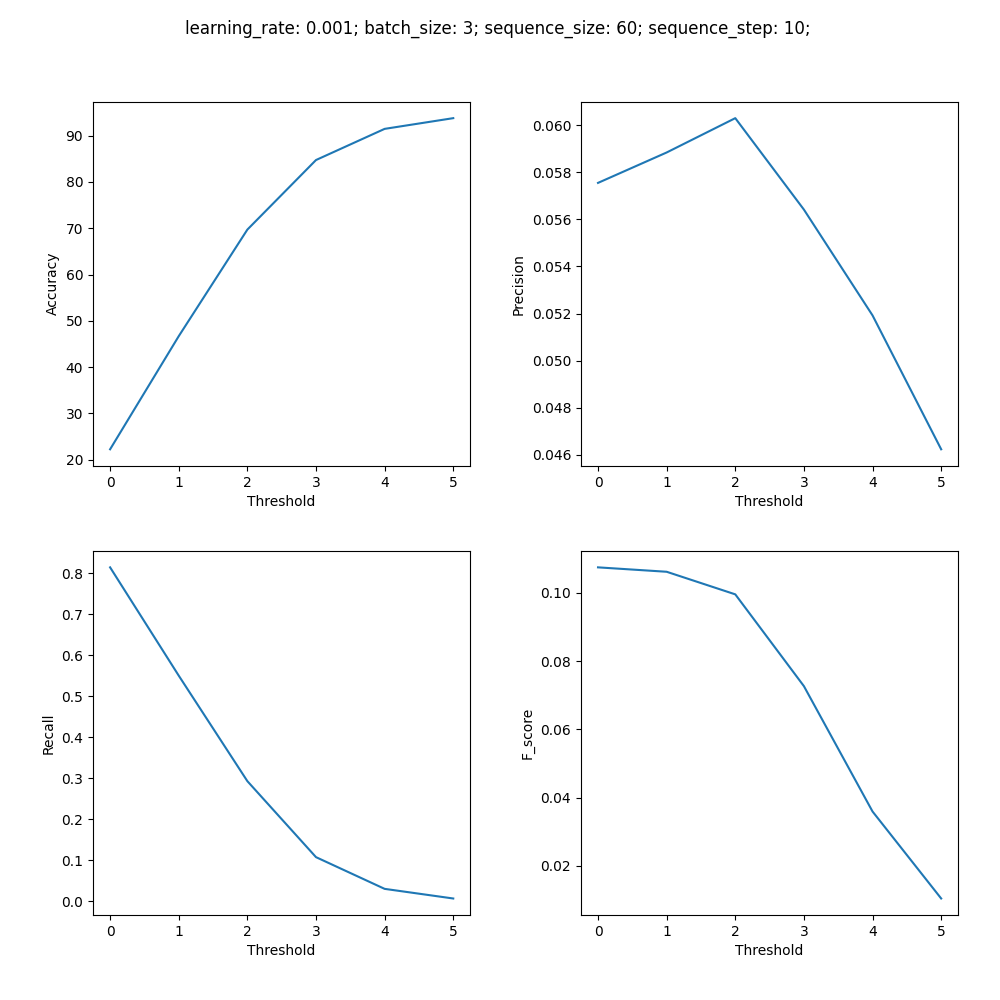 learning_rate: 0.001; batch_size: 3; sequence_size: 60; sequence_step: 10;
90
80
70
60
50
40
30
20
Accuracy
0 1 2 3 4 5
Threshold
0.060
0.058
0.056
0.054
0.052
0.050
0.048
0.046
Precision
0 1 2 3 4 5
Threshold
0.8
0.7
0.6
0.5
0.4
0.3
0.2
0.1
0.0
Recall
0 1 2 3 4 5
Threshold
0.10
0.08
0.06
0.04
0.02
F_score
0 1 2 3 4 5
Threshold